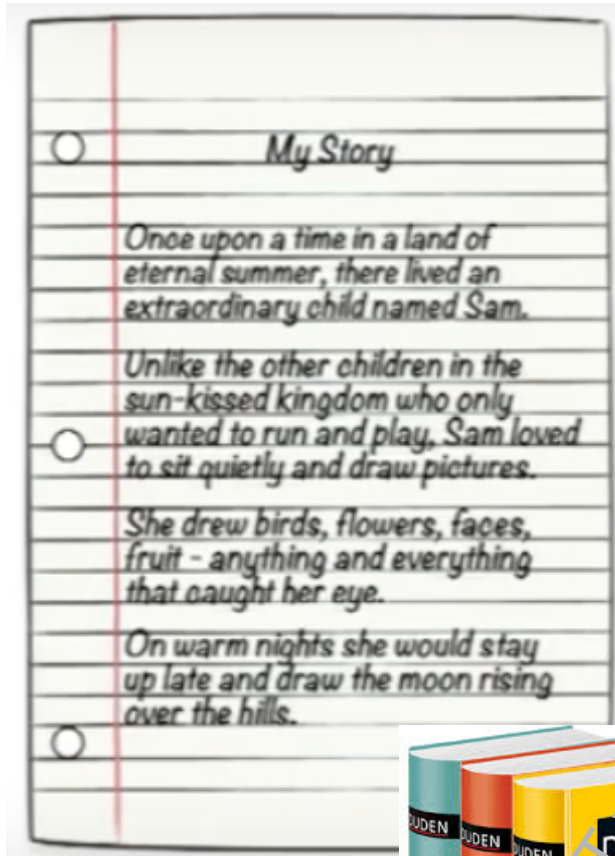 My Story
Once upon a time in a land of
eternal summer, there lived an
extraordinary child named Sam.
Unlike the other children in the
sun-kissed kingdom who only
wanted to run and play, Sam loved
to sit quietly and draw pictures.
She drew birds, flowers, faces,
fruit - anything and everything
that caught her eye.
On warm nights she would stay
up late and draw the moon rising
over the hills.
DUDEN
DUDEN
DUDEN